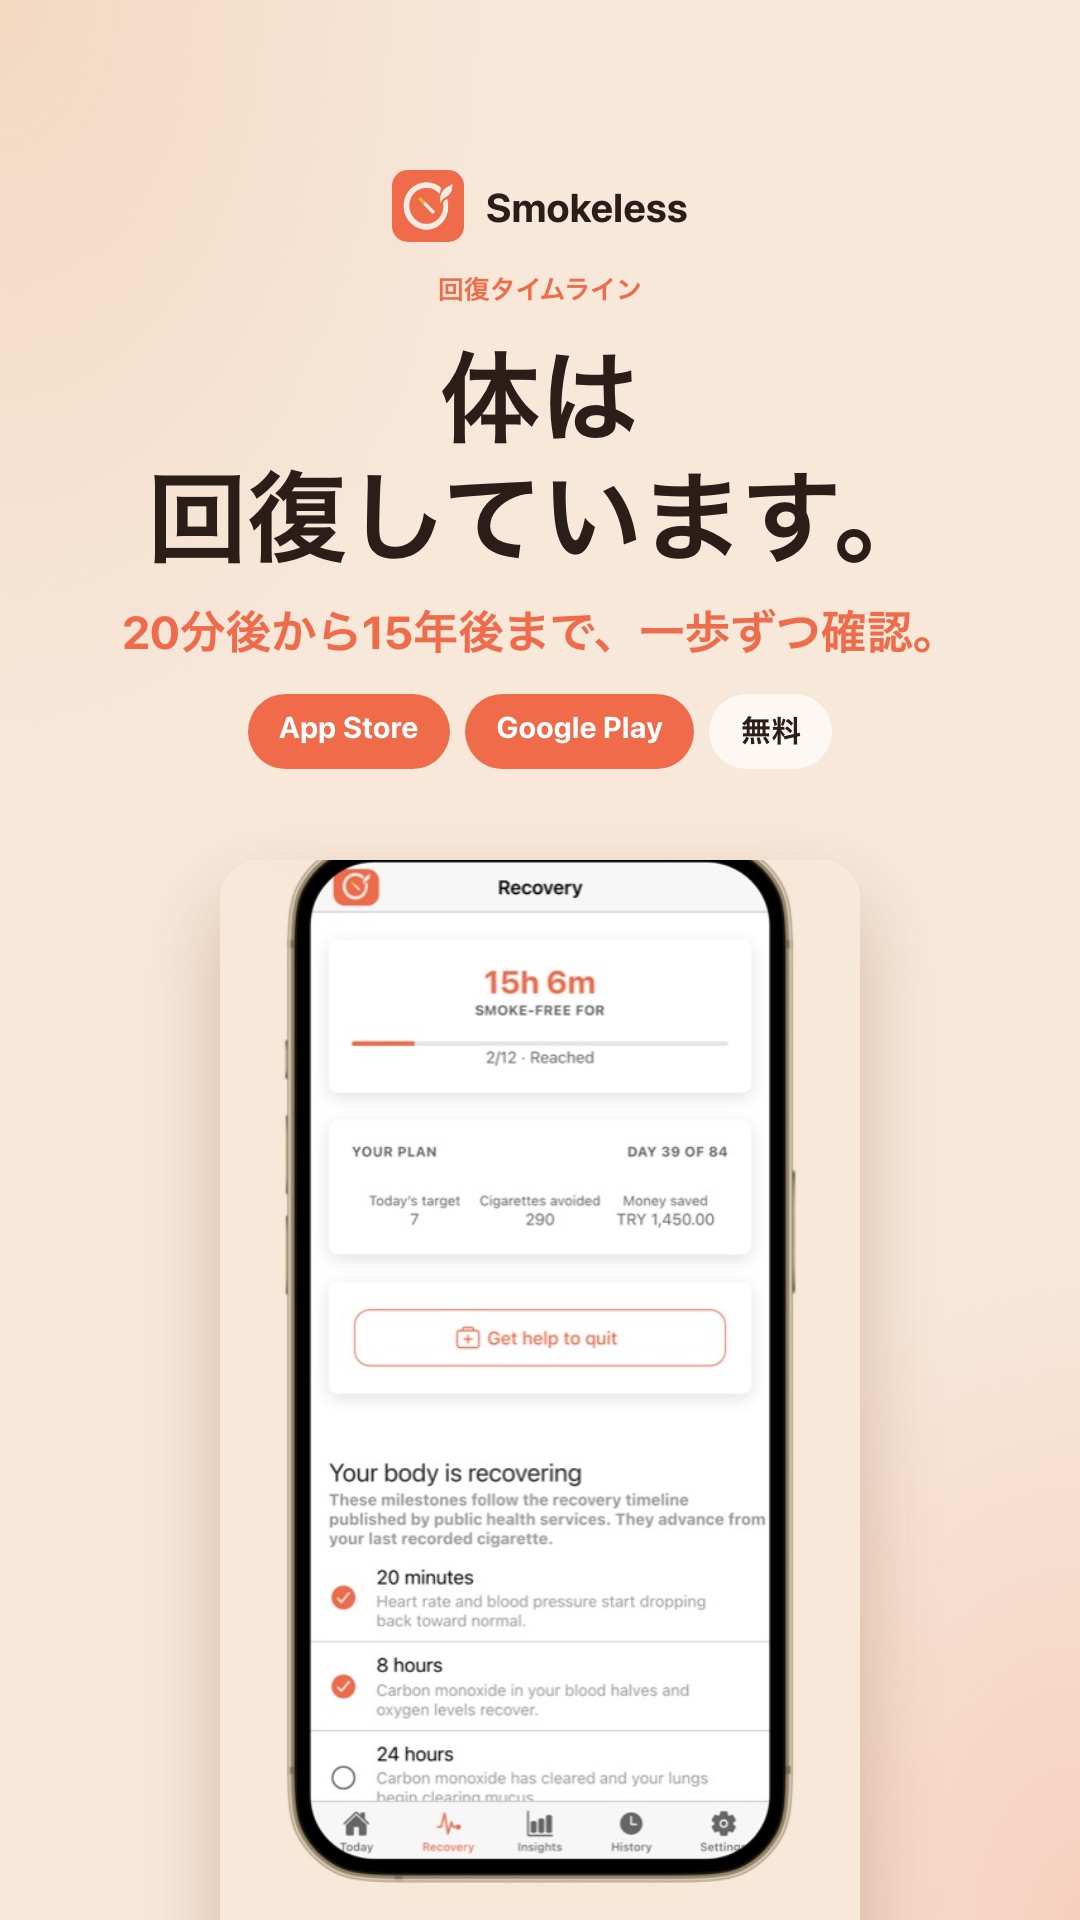 Smokeless
回復タイムライン
体は
回復しています。
20分後から15年後まで、一歩ずつ確認。
App Store
Google Play
無料
Recovery
15h 6m
SMOKE-FREE FOR
2/12 · Reached
YOUR PLAN
DAY 39 OF 84
Today's target
Cigarettes avoided
Money saved
7
290
TRY 1,450.00
Get help to quit
Your body is recovering
These milestones follow the recovery timeline
published by public health services. They advance from
your last recorded cigarette.
20 minutes
Heart rate and blood pressure start dropping
back toward normal.
8 hours
Carbon monoxide in your blood halves and
oxygen levels recover.
24 hours
Carbon monoxide has cleared and your lungs
begin clearing mucus
Today
Recovery
Insights
History
Settings